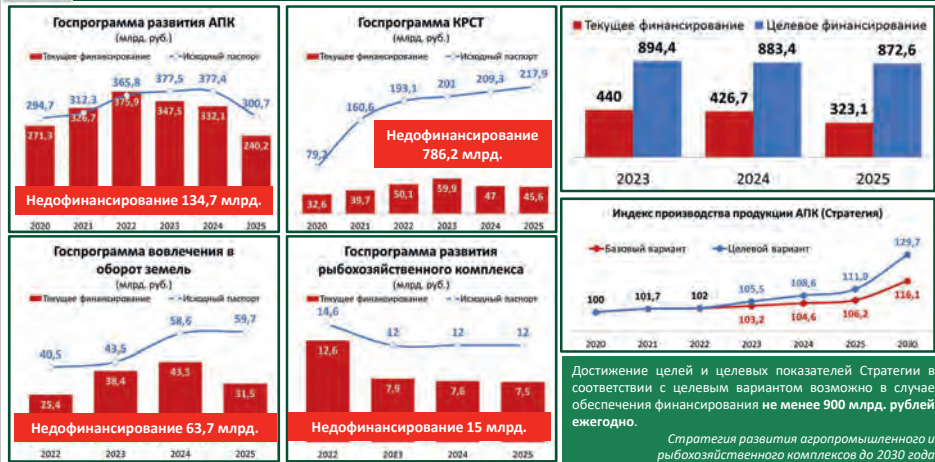 Госпрограмма развития АПК
(млрд. руб.)
Текущее финансирование Исходный паспорт
294,7 312,3 365,8 377,5 377,4 300,7
271,3 326,7 375,9 347,5 332,1 240,2
Недофинансирование 134,7 млрд.
2020 2021 2022 2023 2024 2025
Госпрограмма КРСТ
(млрд. руб.)
Текущее финансирование Исходный паспорт
79,2 160,6 193,1 201 209,3 217,9
Недофинансирование
786,2 млрд.
32,6 39,7 50,1 59,9 47 45,6
2020 2021 2022 2023 2024 2025
Текущее финансирование Целевое финансирование
894,4 883,4 872,6
440 426,7 323,1
2023 2024 2025
Индекс производства продукции АПК (Стратегия)
Базовый вариант Целевой вариант
100 101,7 102 105,5 108,6 111,9 129,7
103,2 104,6 106,2 116,1
2020 2021 2022 2023 2024 2025 2030
Госпрограмма вовлечения в
оборот земель
(млрд. руб.)
Текущее финансирование Исходный паспорт
40,5 43,5 58,6 59,7
25,4 38,4 43,3 31,5
Недофинансирование 63,7 млрд.
2022 2023 2024 2025
Госпрограмма развития
рыбохозяйственного комплекса
(млрд. руб.)
Текущее финансирование Исходный паспорт
14,6 12 12 12
12,6 7,9 7,6 7,5
Недофинансирование 15 млрд.
2022 2023 2024 2025
Достижение целей и целевых показателей Стратегии в
соответствии с целевым вариантом возможно в случае
обеспечения финансирования не менее 900 млрд. рублей
ежегодно.
Стратегия развития агропромышленного и
рыбохозяйственного комплексов до 2030 года